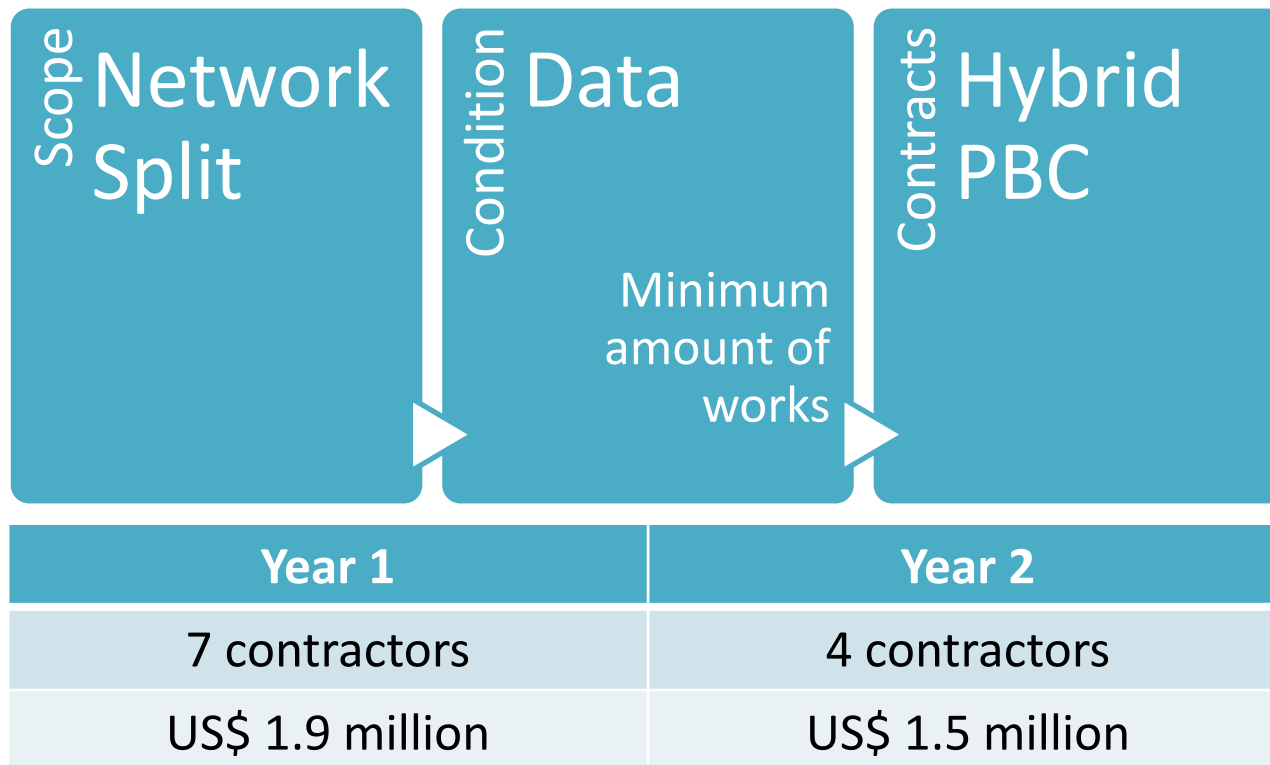 Scope
Network
Split
Condition
Data
Minimum
amount of
works
Contracts
Hybrid
PBC
Year 1
Year 2
7 contractors
4 contractors
US$ 1.9 million
US$ 1.5 million